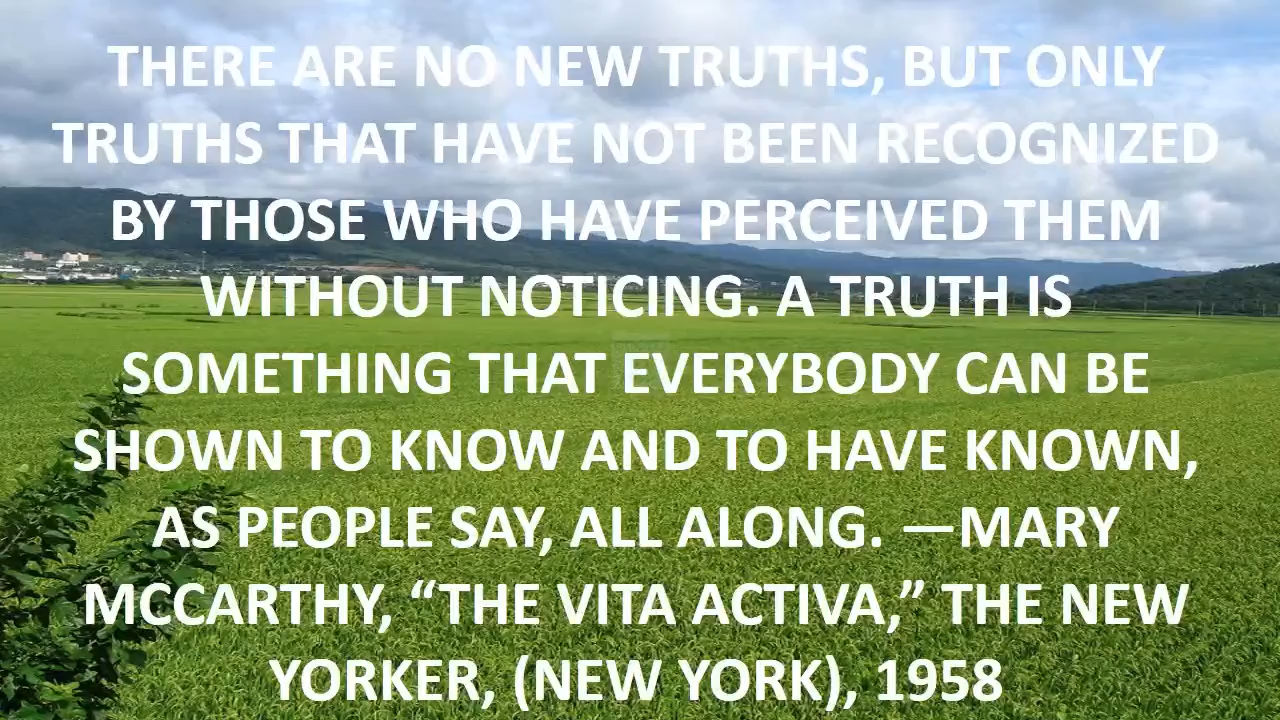 THERE ARE NO NEW TRUTHS, BUT ONLY
TRUTHS THAT HAVE NOT BEEN RECOGNIZED
BY THOSE WHO HAVE PERCEIVED THEM
WITHOUT NOTICING. A TRUTH IS
SOMETHING THAT EVERYBODY CAN BE
SHOWN TO KNOW AND TO HAVE KNOWN,
AS PEOPLE SAY, ALL ALONG. —MARY
MCCARTHY, “THE VITA ACTIVA,” THE NEW
YORKER, (NEW YORK), 1958